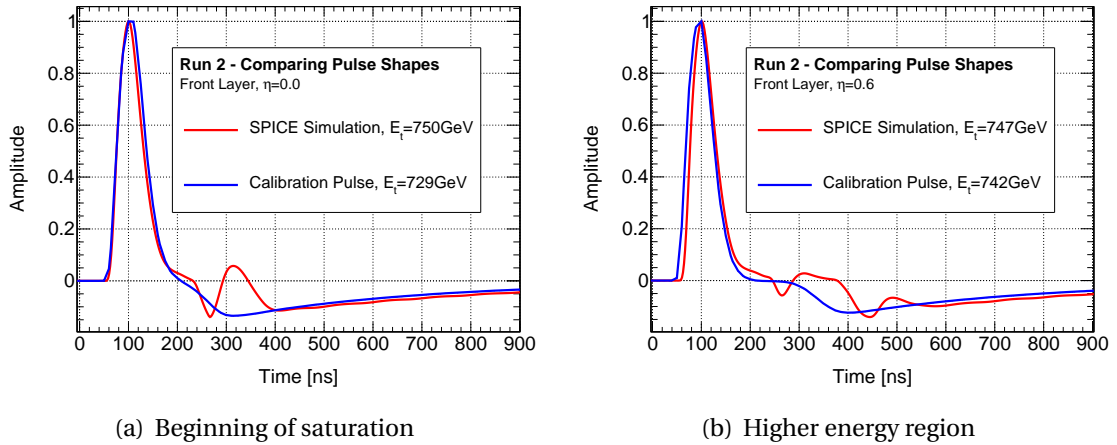 1
0.8
0.6
0.4
0.2
0
Amplitude
Run 2 - Comparing Pulse Shapes
Front Layer, η=0.0
SPICE Simulation, E_t=750GeV
Calibration Pulse, E_t=729GeV
0 100 200 300 400 500 600 700 800 900
Time [ns]
(a) Beginning of saturation
1
0.8
0.6
0.4
0.2
0
Amplitude
Run 2 - Comparing Pulse Shapes
Front Layer, η=0.6
SPICE Simulation, E_t=747GeV
Calibration Pulse, E_t=742GeV
0 100 200 300 400 500 600 700 800 900
Time [ns]
(b) Higher energy region